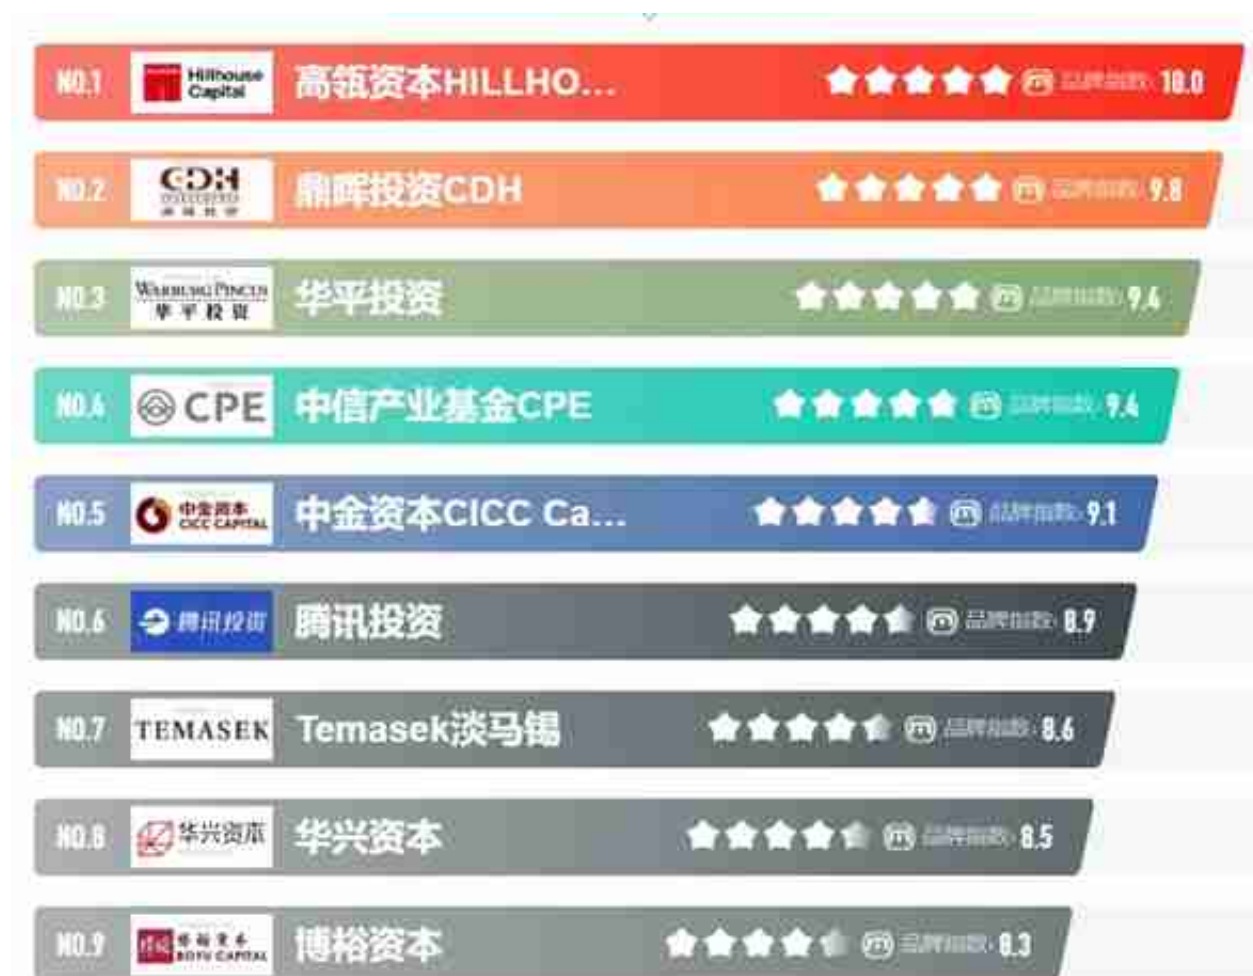 NO.1 Hillhouse Capital 高瓴资本HILLHO... 品牌指数: 10.0
NO.2 CDH 鼎晖投资CDH 品牌指数: 9.8
NO.3 WARBURG PINCUS 华平投资 华平投资 品牌指数: 9.4
NO.4 CPE 中信产业基金CPE 品牌指数: 9.4
NO.5 中金资本 CICC CAPITAL 中金资本CICC Ca... 品牌指数: 9.1
NO.6 腾讯投资 腾讯投资 品牌指数: 8.9
NO.7 TEMASEK Temasek淡马锡 品牌指数: 8.6
NO.8 华兴资本 华兴资本 品牌指数: 8.5
NO.9 博裕资本 BOYU CAPITAL 博裕资本 品牌指数: 8.3